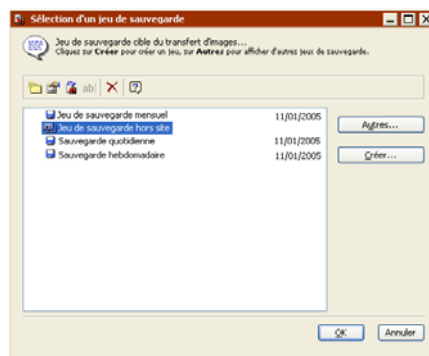 Sélection d'un jeu de sauvegarde
Jeu de sauvegarde cible du transfert d'images...
Cliquez sur Créer pour créer un jeu, sur Autres pour afficher d'autres jeux de sauvegarde.
ab|
Jeu de sauvegarde mensuel 11/01/2005
Jeu de sauvegarde hors site
Sauvegarde quotidienne 11/01/2005
Sauvegarde hebdomadaire 11/01/2005
Autres...
Créer...
OK Annuler